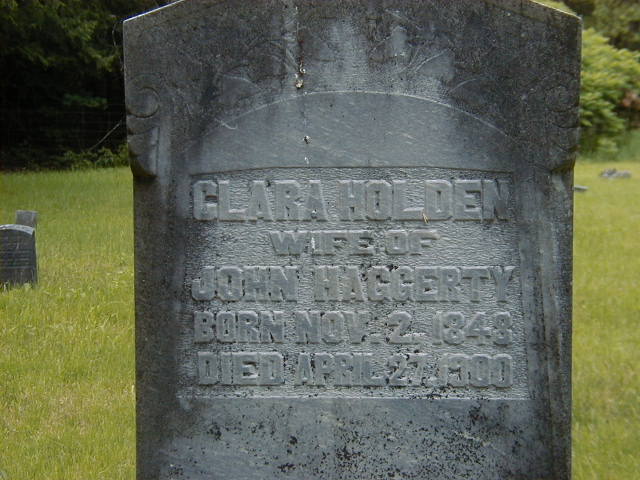 CLARA HOLDEN
WIFE OF
JOHN HAGGERTY
BORN NOV. 2, 1848
DIED APRIL 27, 1900